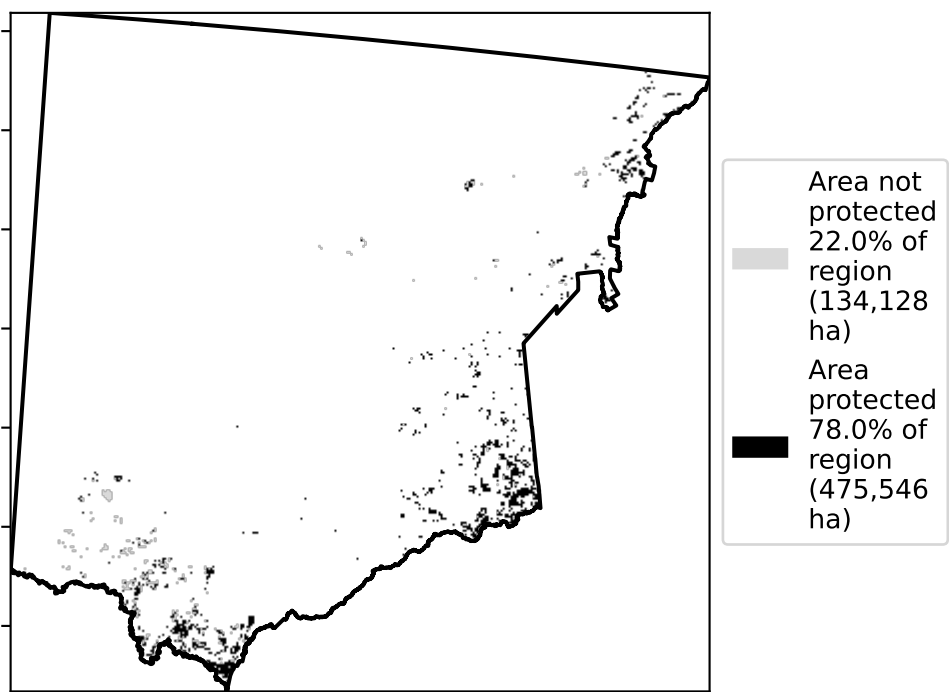 Area not
protected
22.0% of
region
(134,128
ha)
Area
protected
78.0% of
region
(475,546
ha)